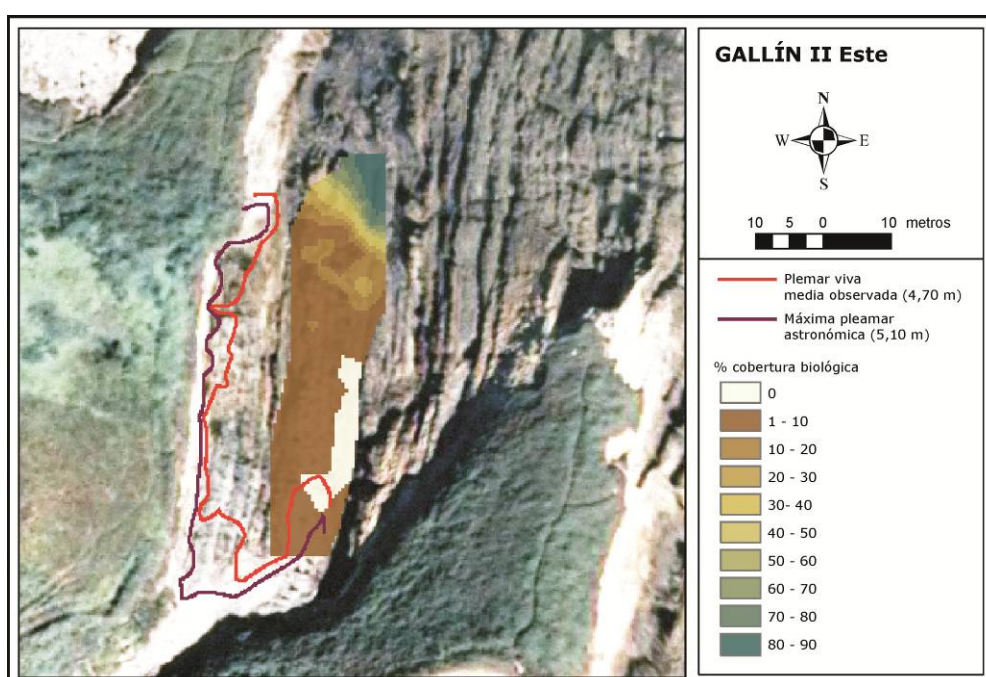 GALLÍN II Este
N
W E
S
10 5 0 10 metros
Plemar viva
media observada (4,70 m)
Máxima pleamar
astronómica (5,10 m)
% cobertura biológica
0
1 - 10
10 - 20
20 - 30
30- 40
40 - 50
50 - 60
60 - 70
70 - 80
80 - 90